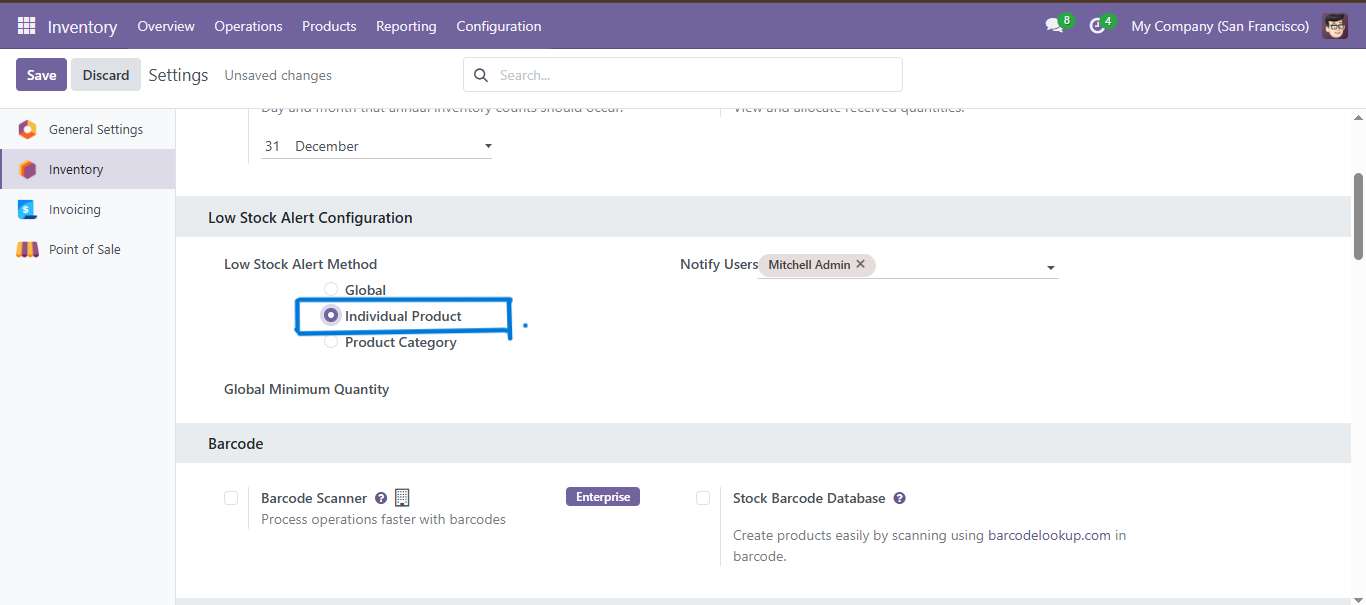 Inventory Overview Operations Products Reporting Configuration 8 4 My Company (San Francisco)
Save Discard Settings Unsaved changes Search...
Day and month that annual inventory counts should occur. View and allocate received quantities.
General Settings
31 December
Inventory
Invoicing
Low Stock Alert Configuration
Point of Sale
Low Stock Alert Method Notify Users Mitchell Admin ✕
Global
Individual Product
Product Category
Global Minimum Quantity
Barcode
Barcode Scanner ? Enterprise Stock Barcode Database ?
Process operations faster with barcodes
Create products easily by scanning using barcodelookup.com in
barcode.